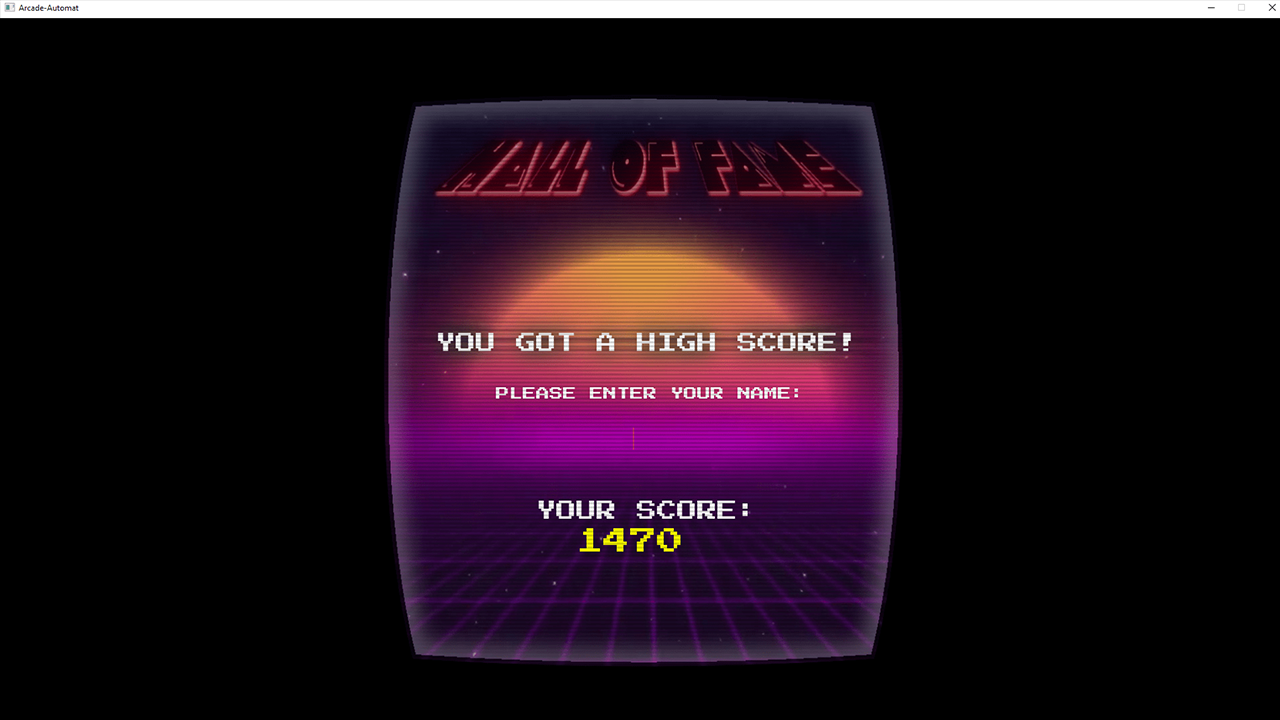 Arcade-Automat
HALL OF FAME
YOU GOT A HIGH SCORE!
PLEASE ENTER YOUR NAME:
YOUR SCORE:
1470